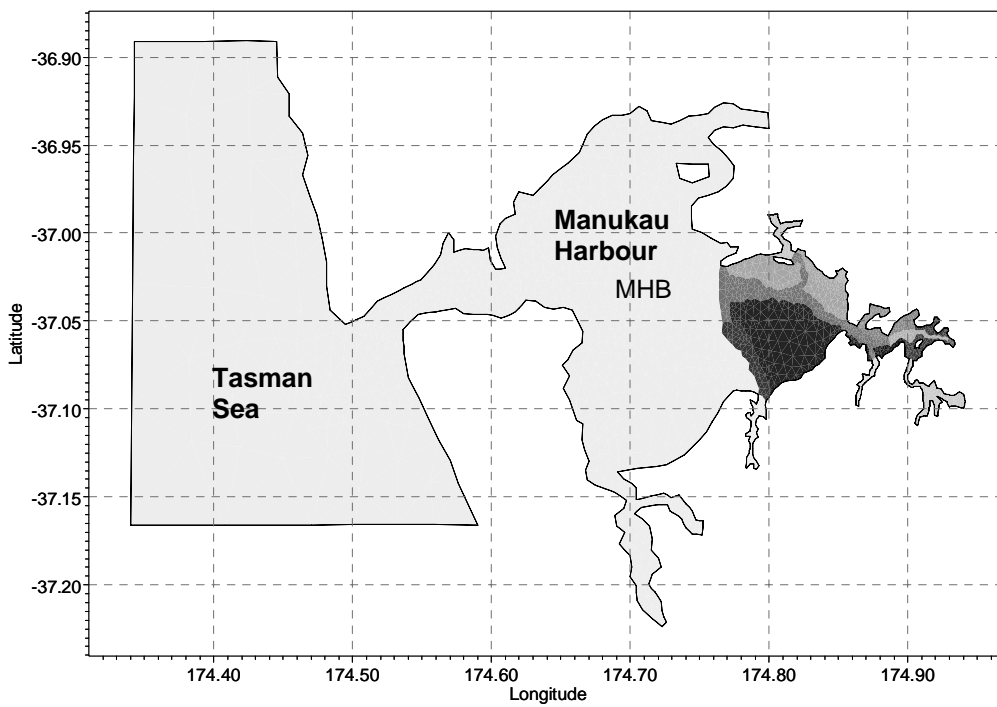 -36.90
-36.95
-37.00
-37.05
-37.10
-37.15
-37.20
Latitude
Manukau
Harbour
MHB
Tasman
Sea
174.40
174.50
174.60
174.70
174.80
174.90
Longitude